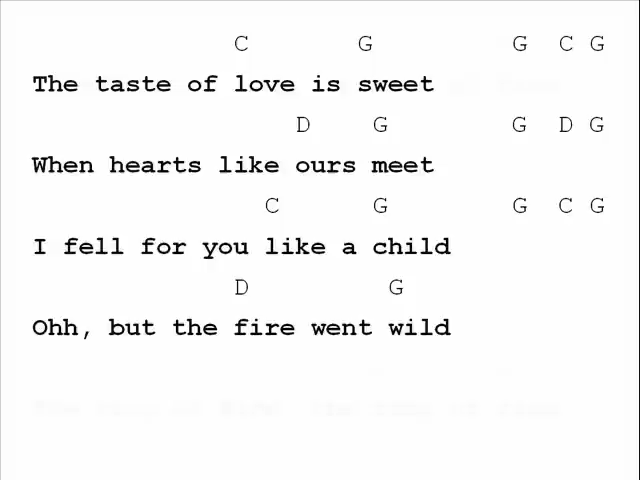 C G G C G
The taste of love is sweet
D G G D G
When hearts like ours meet
C G G C G
I fell for you like a child
D G
Ohh, but the fire went wild